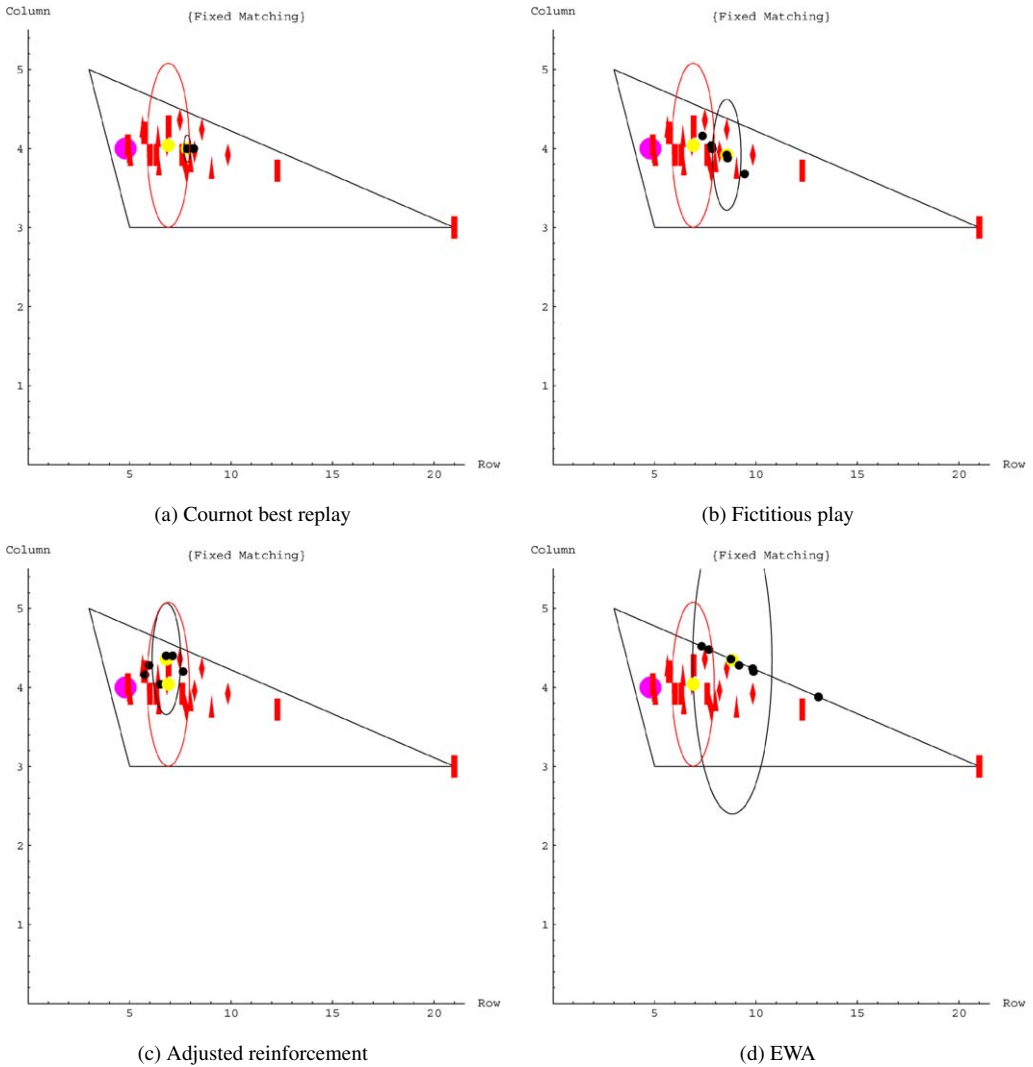 Column {Fixed Matching}
5
4
3
2
1
5 10 15 20 Row
(a) Cournot best replay
Column {Fixed Matching}
5
4
3
2
1
5 10 15 20 Row
(b) Fictitious play
Column {Fixed Matching}
5
4
3
2
1
5 10 15 20 Row
(c) Adjusted reinforcement
Column {Fixed Matching}
5
4
3
2
1
5 10 15 20 Row
(d) EWA